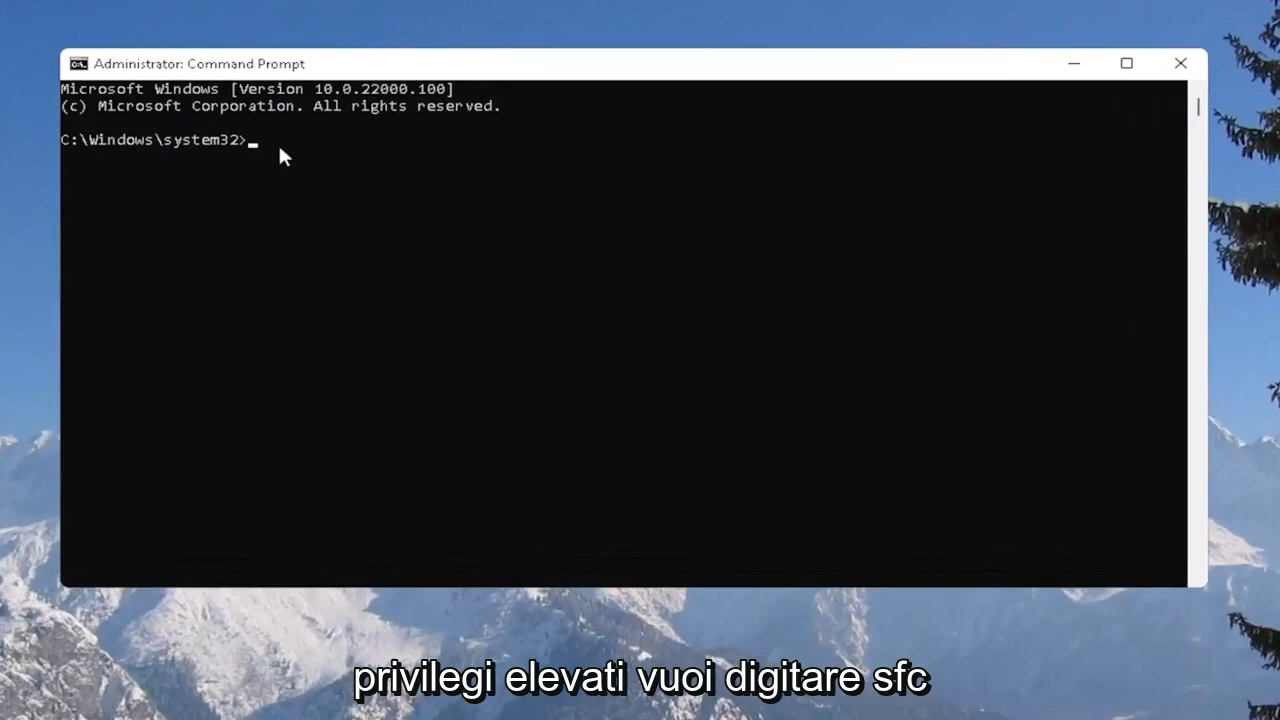 Administrator: Command Prompt
Microsoft Windows [Version 10.0.22000.100]
(c) Microsoft Corporation. All rights reserved.
C:\Windows\system32>
privilegi elevati vuoi digitare sfc